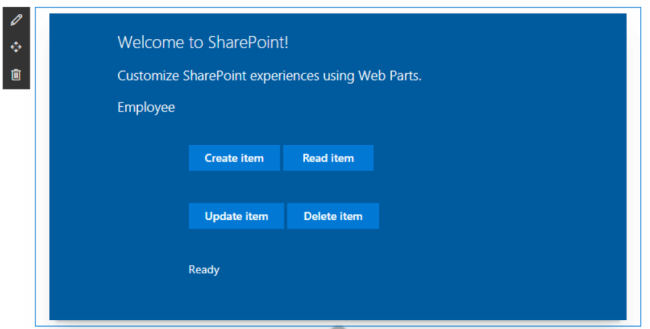 Welcome to SharePoint!
Customize SharePoint experiences using Web Parts.
Employee
Create item Read item
Update item Delete item
Ready